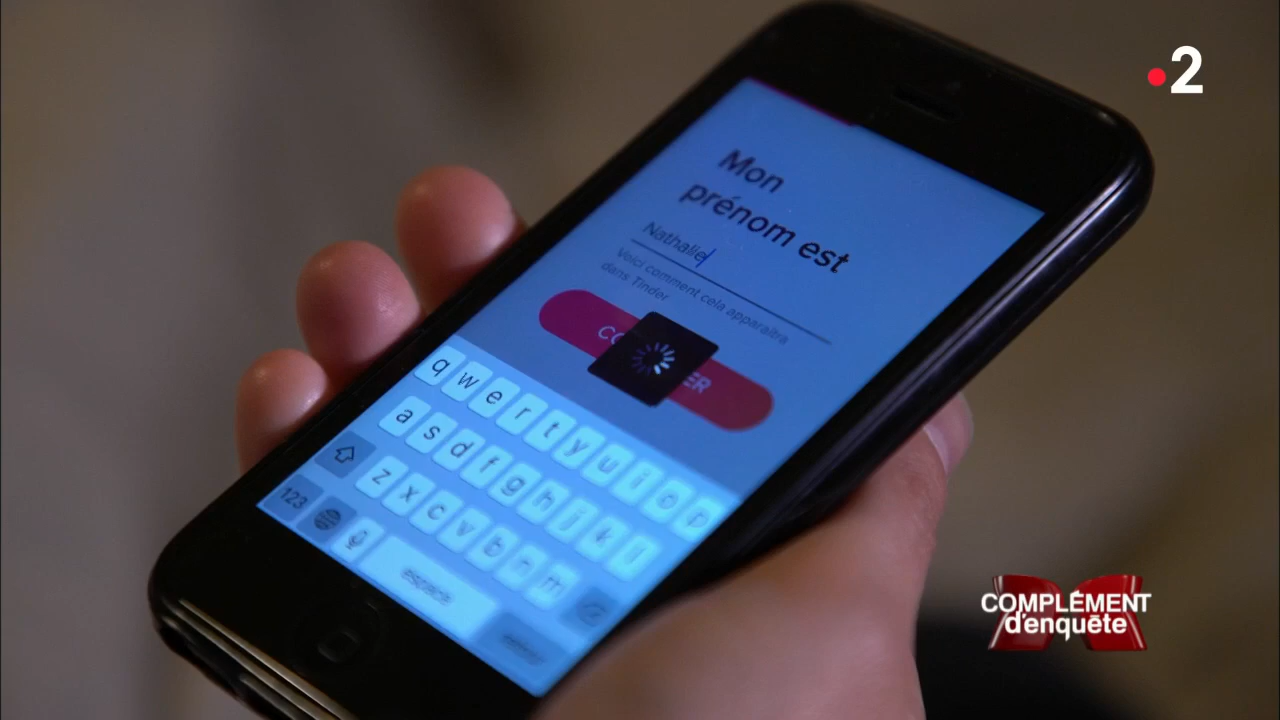 2
Mon
prénom est
Nathalie
Voici comment cela apparaîtra
dans Tinder
q w e r t y u i o p
a s d f g h j k l
z x c v b n m
123
espace
COMPLÉMENT
d'enquête